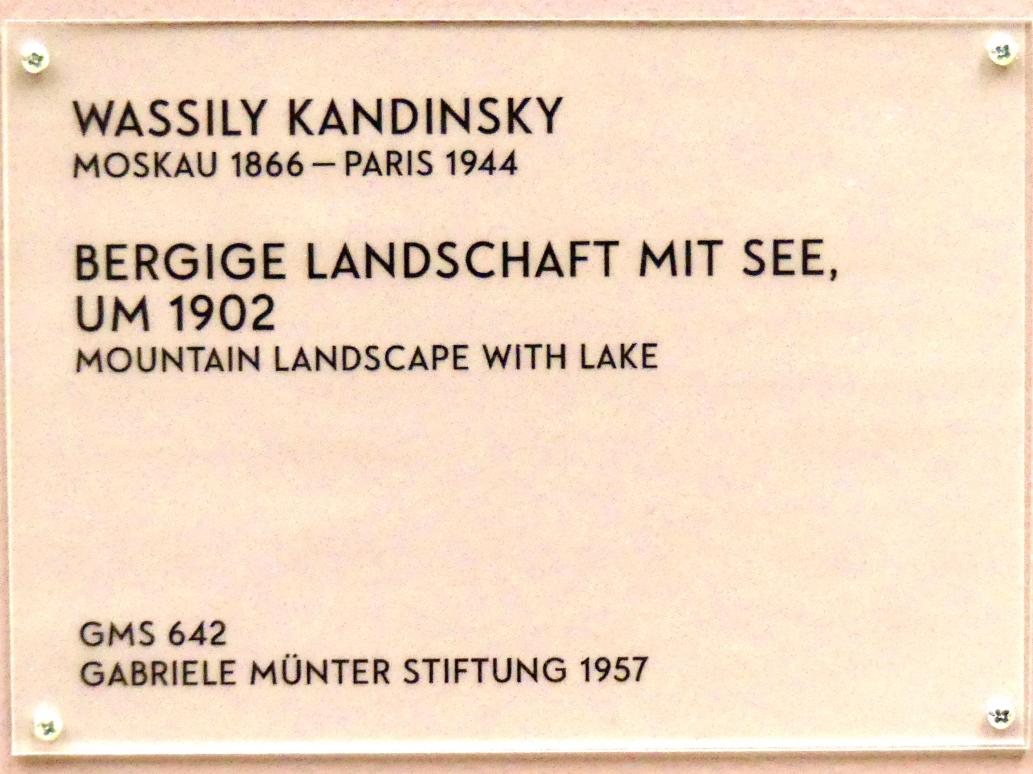 WASSILY KANDINSKY
MOSKAU 1866 – PARIS 1944
BERGIGE LANDSCHAFT MIT SEE,
UM 1902
MOUNTAIN LANDSCAPE WITH LAKE
GMS 642
GABRIELE MÜNTER STIFTUNG 1957